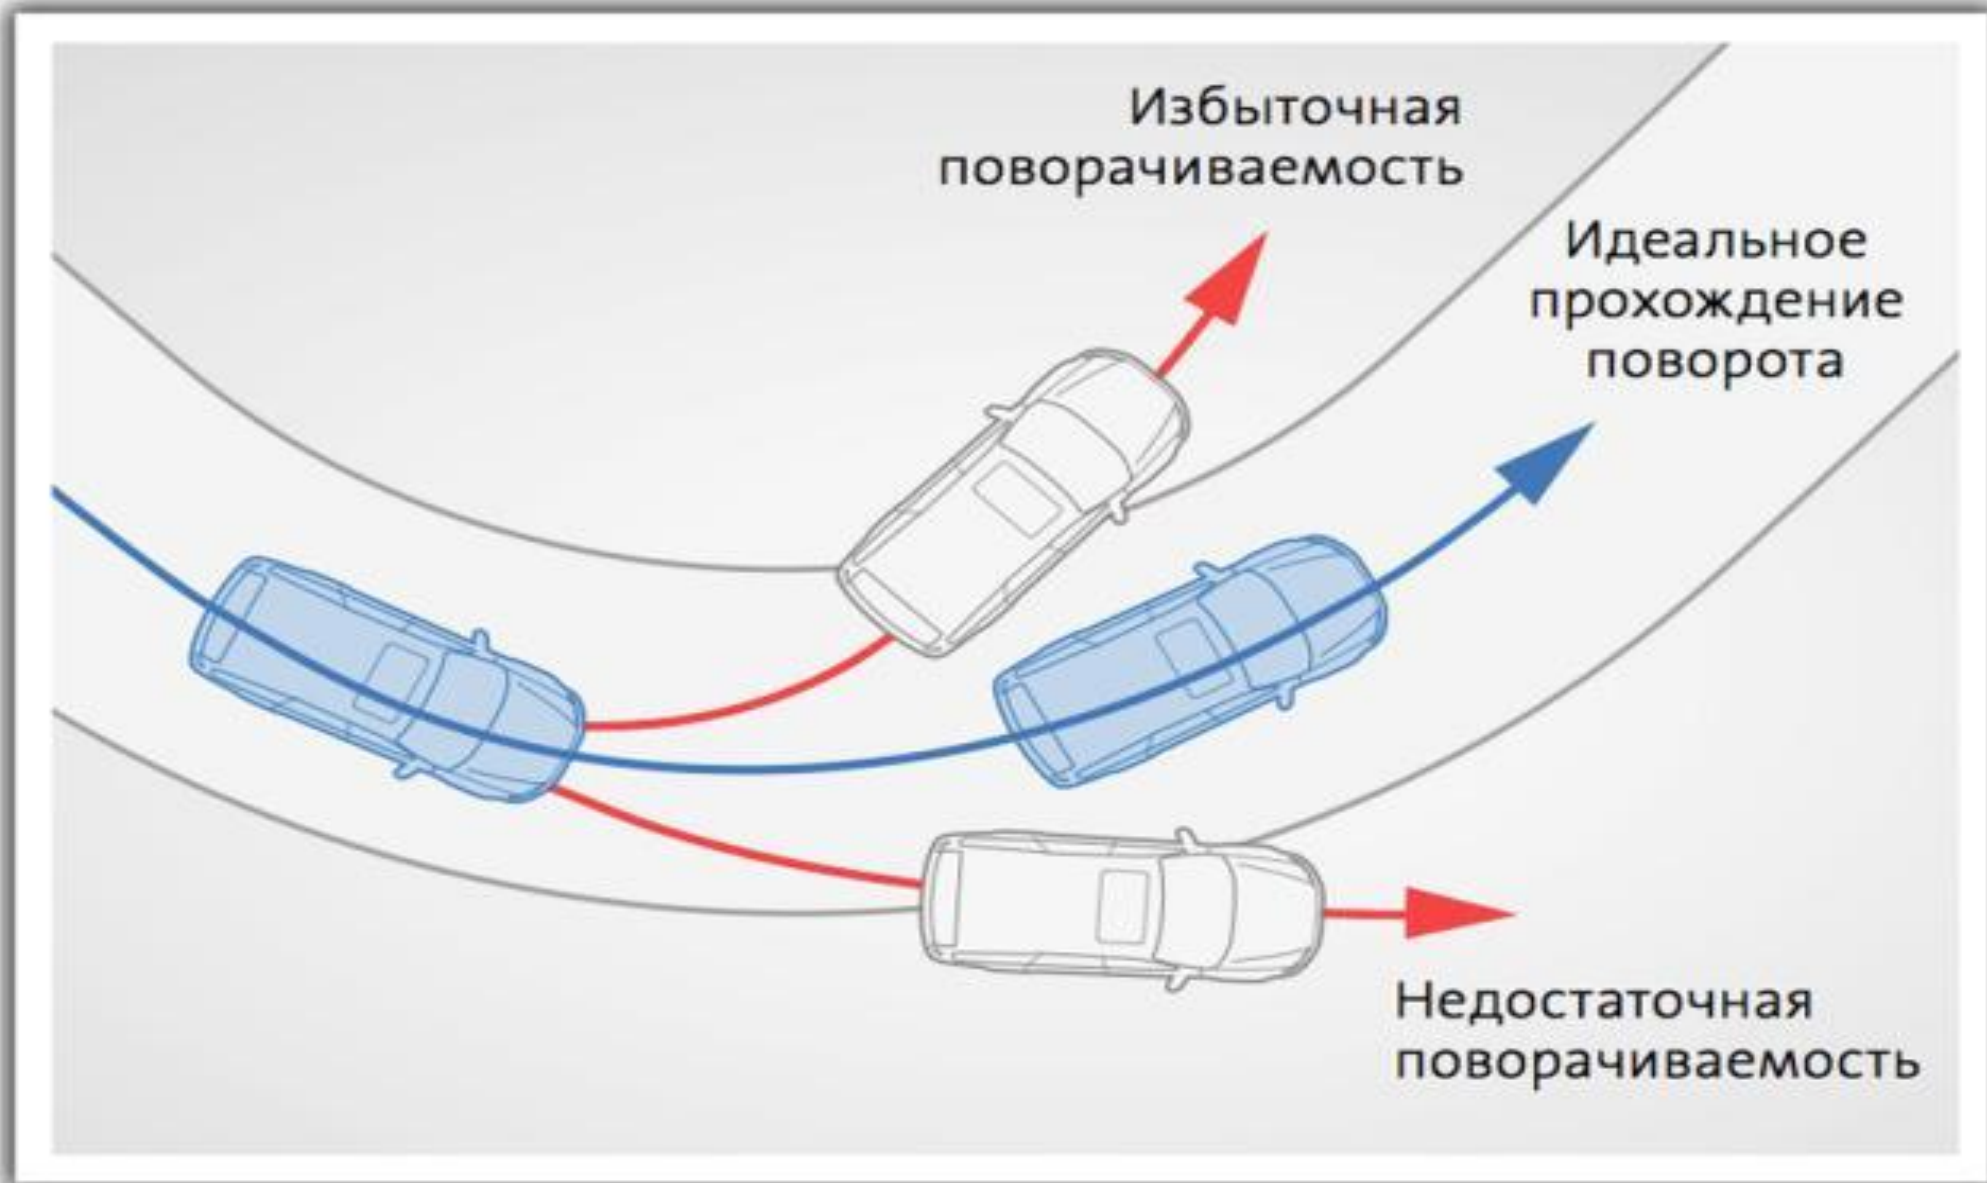 Избыточная
поворачиваемость
Идеальное
прохождение
поворота
Недостаточная
поворачиваемость